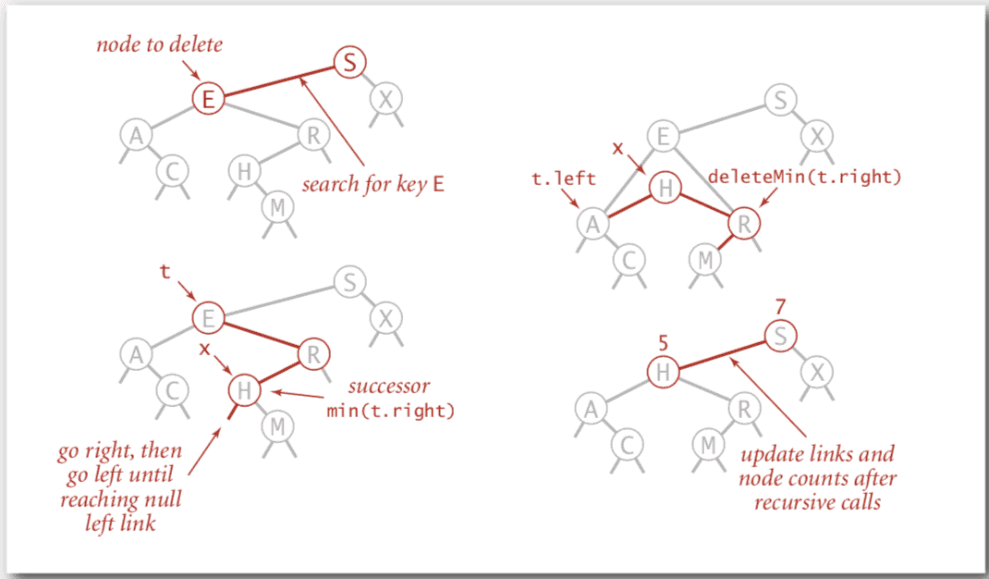 node to delete
S
E
X
A
R
C
H
search for key E
M
t
S
E
X
A
x
R
C
H
successor
min(t.right)
M
go right, then
go left until
reaching null
left link
S
E
X
x
t.left
deleteMin(t.right)
H
A
R
C
M
7
5
S
H
X
A
R
C
M
update links and
node counts after
recursive calls